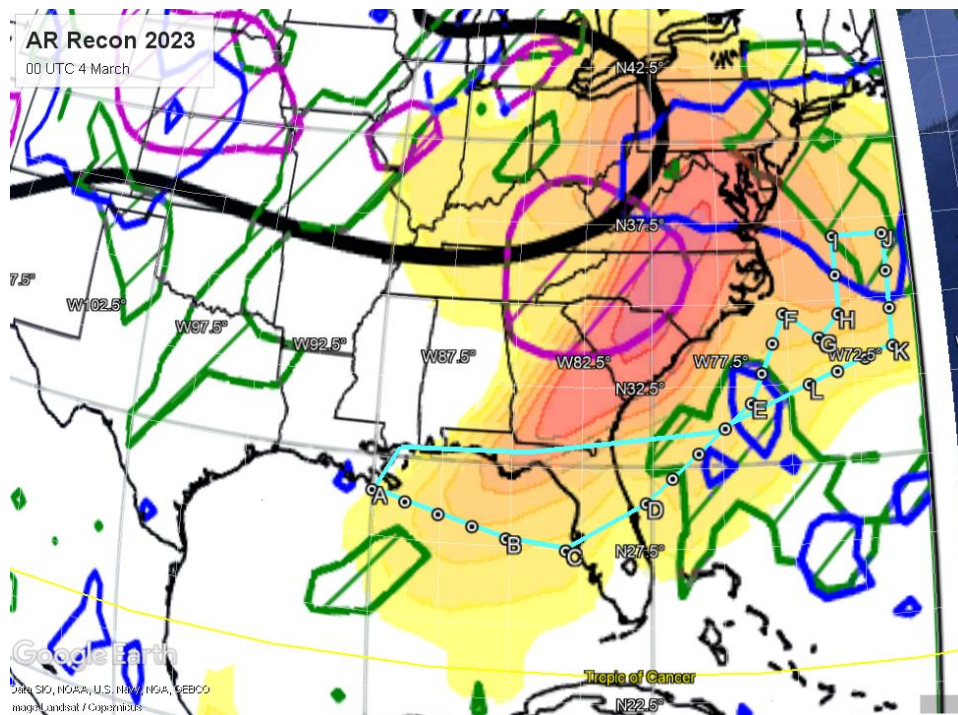 AR Recon 2023
00 UTC 4 March
N42.5°
N37.5°
I
J
7.5°
W102.5°
W97.5°
F
H
W92.5°
G
W87.5°
W82.5°
W77.5°
W72.5°
K
N32.5°
L
E
A
D
B
N27.5°
C
Google Earth
Tropic of Cancer
Data SIO, NOAA, U.S. Navy, NGA, GEBCO
Image Landsat / Copernicus
N22.5°